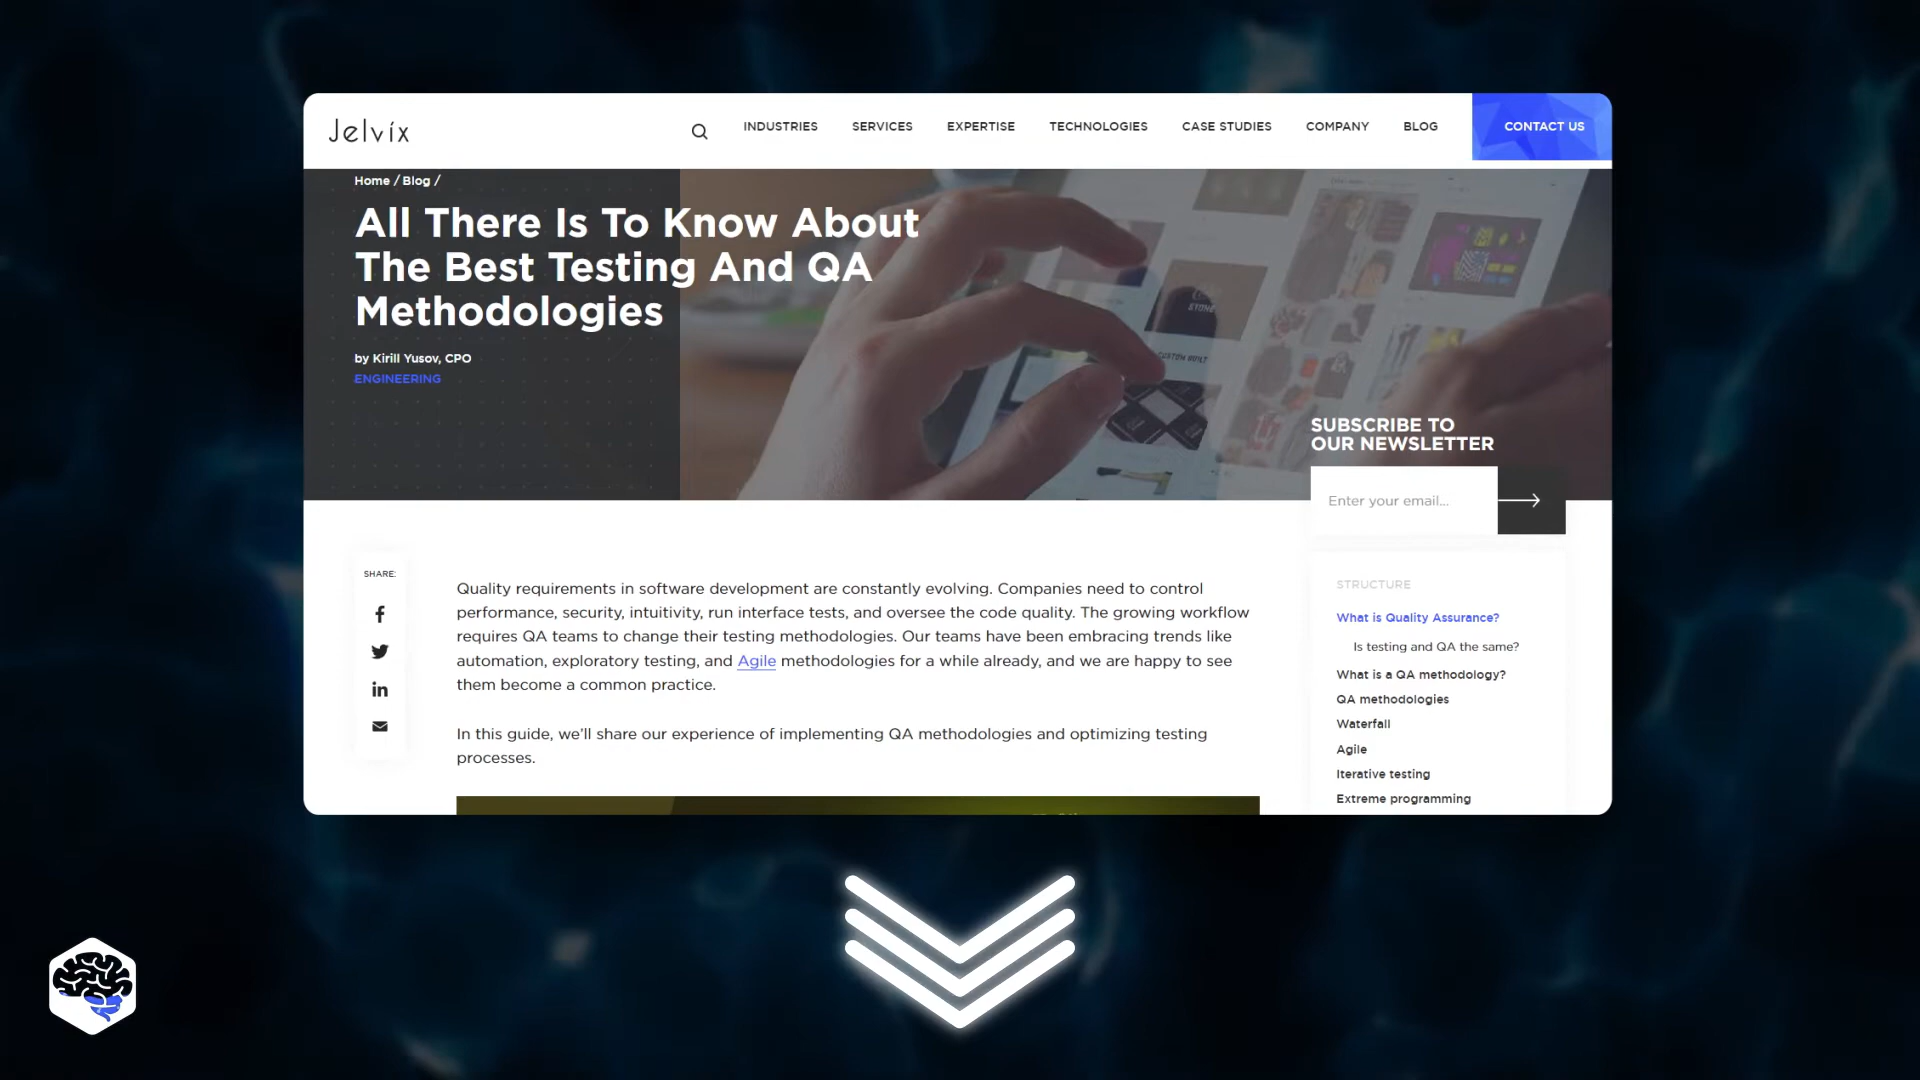 Jelvix
INDUSTRIES
SERVICES
EXPERTISE
TECHNOLOGIES
CASE STUDIES
COMPANY
BLOG
CONTACT US
Home / Blog /
All There Is To Know About
The Best Testing And QA
Methodologies
by Kirill Yusov, CPO
ENGINEERING
CUSTOM BUILT
SUBSCRIBE TO
OUR NEWSLETTER
Enter your email...
SHARE:
Quality requirements in software development are constantly evolving. Companies need to control
performance, security, intuitivity, run interface tests, and oversee the code quality. The growing workflow
requires QA teams to change their testing methodologies. Our teams have been embracing trends like
automation, exploratory testing, and Agile methodologies for a while already, and we are happy to see
them become a common practice.
In this guide, we'll share our experience of implementing QA methodologies and optimizing testing
processes.
STRUCTURE
What is Quality Assurance?
Is testing and QA the same?
What is a QA methodology?
QA methodologies
Waterfall
Agile
Iterative testing
Extreme programming